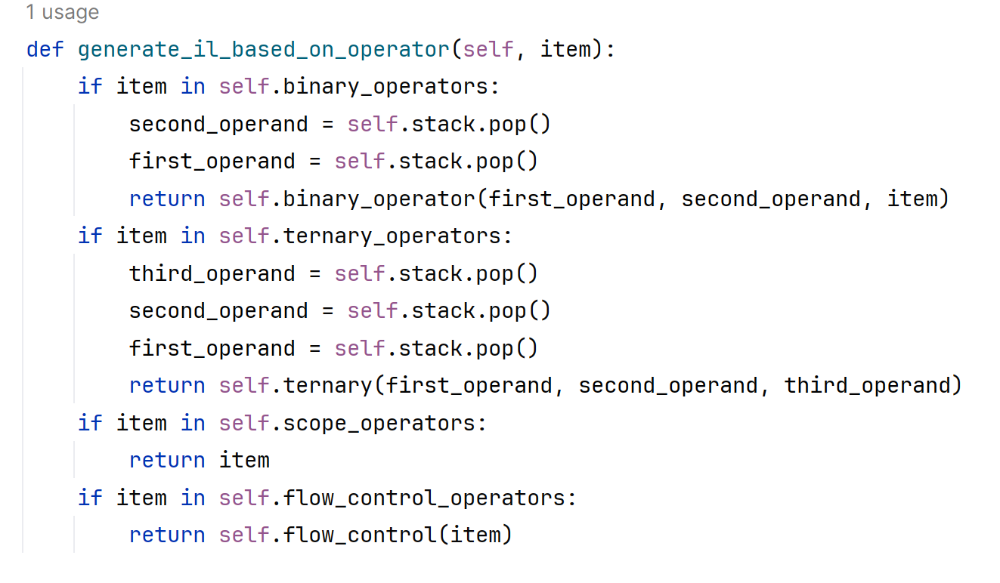 1 usage
def generate_il_based_on_operator(self, item):
    if item in self.binary_operators:
        second_operand = self.stack.pop()
        first_operand = self.stack.pop()
        return self.binary_operator(first_operand, second_operand, item)
    if item in self.ternary_operators:
        third_operand = self.stack.pop()
        second_operand = self.stack.pop()
        first_operand = self.stack.pop()
        return self.ternary(first_operand, second_operand, third_operand)
    if item in self.scope_operators:
        return item
    if item in self.flow_control_operators:
        return self.flow_control(item)